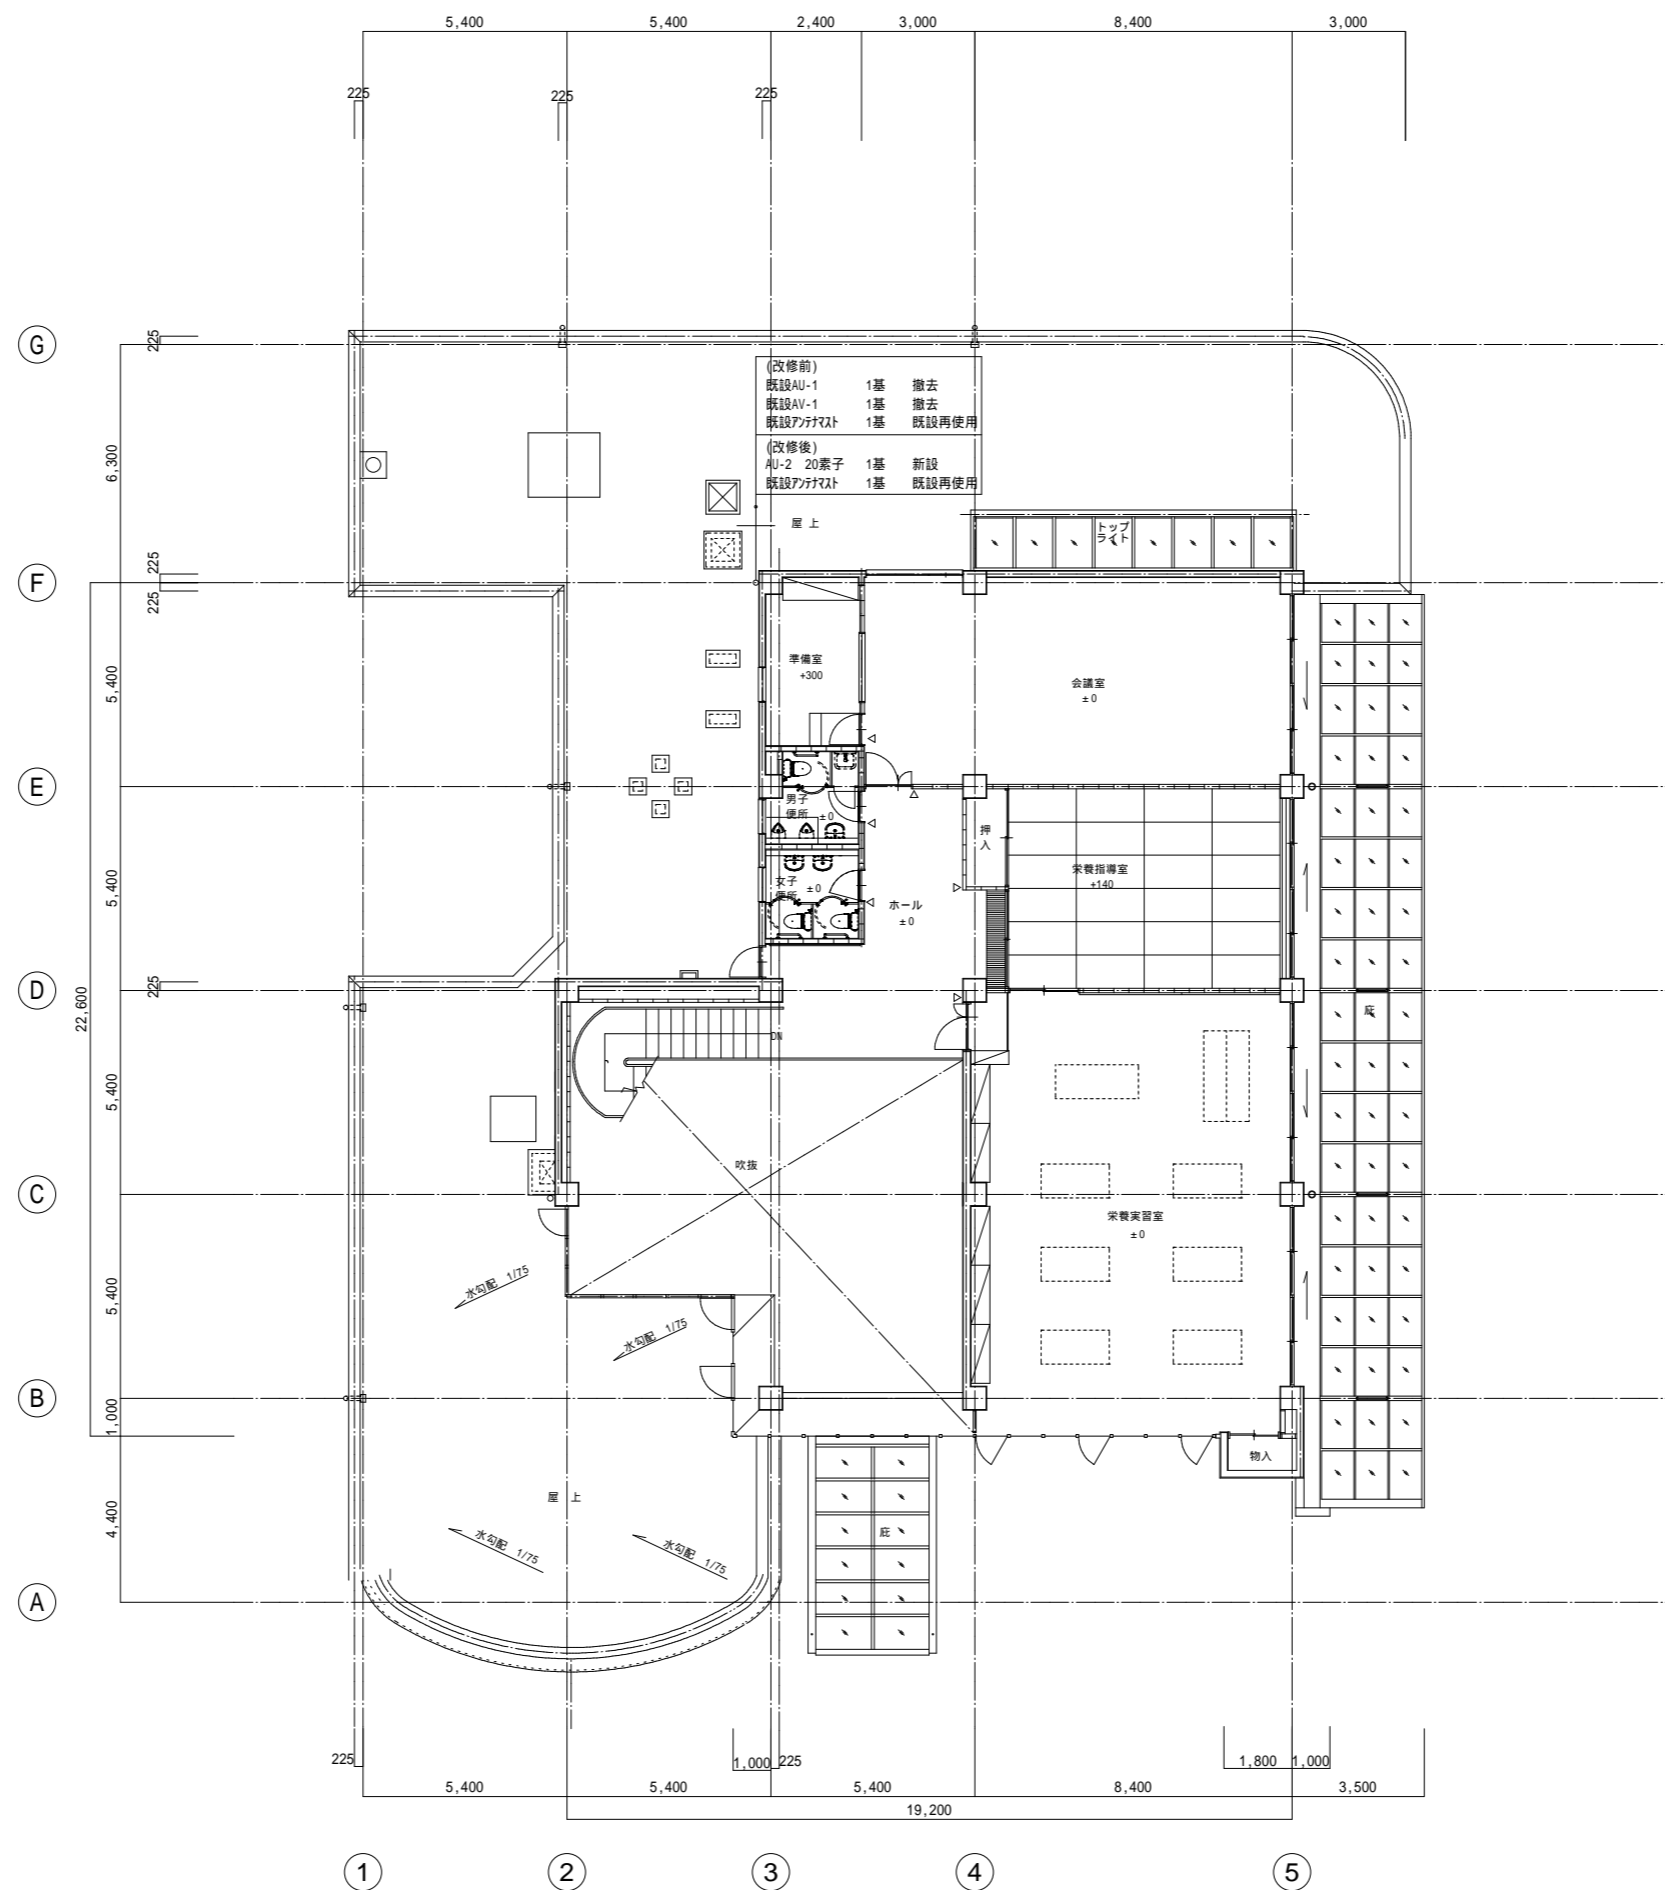 5,400
5,400
2,400
3,000
8,400
3,000
225
225
225
G
225
(改修前)
既設AU-1 1基 撤去
既設AV-1 1基 撤去
既設アンテナマスト 1基 既設再使用
(改修後)
AU-2 20素子 1基 新設
既設アンテナマスト 1基 既設再使用
6,300
屋 上
トップ
ライト
225
F
225
5,400
準備室
+300
会議室
±0
E
男子
便所 ±0
押
入
栄養指導室
+140
女子
便所 ±0
5,400
ホール
±0
225
D
22,600
庇
DN
5,400
吹抜
C
栄養実習室
±0
水勾配 1/75
5,400
水勾配 1/75
B
1,000
物入
屋 上
4,400
庇
水勾配 1/75
水勾配 1/75
A
225
1,000
225
1,800
1,000
5,400
5,400
5,400
8,400
3,500
19,200
1
2
3
4
5